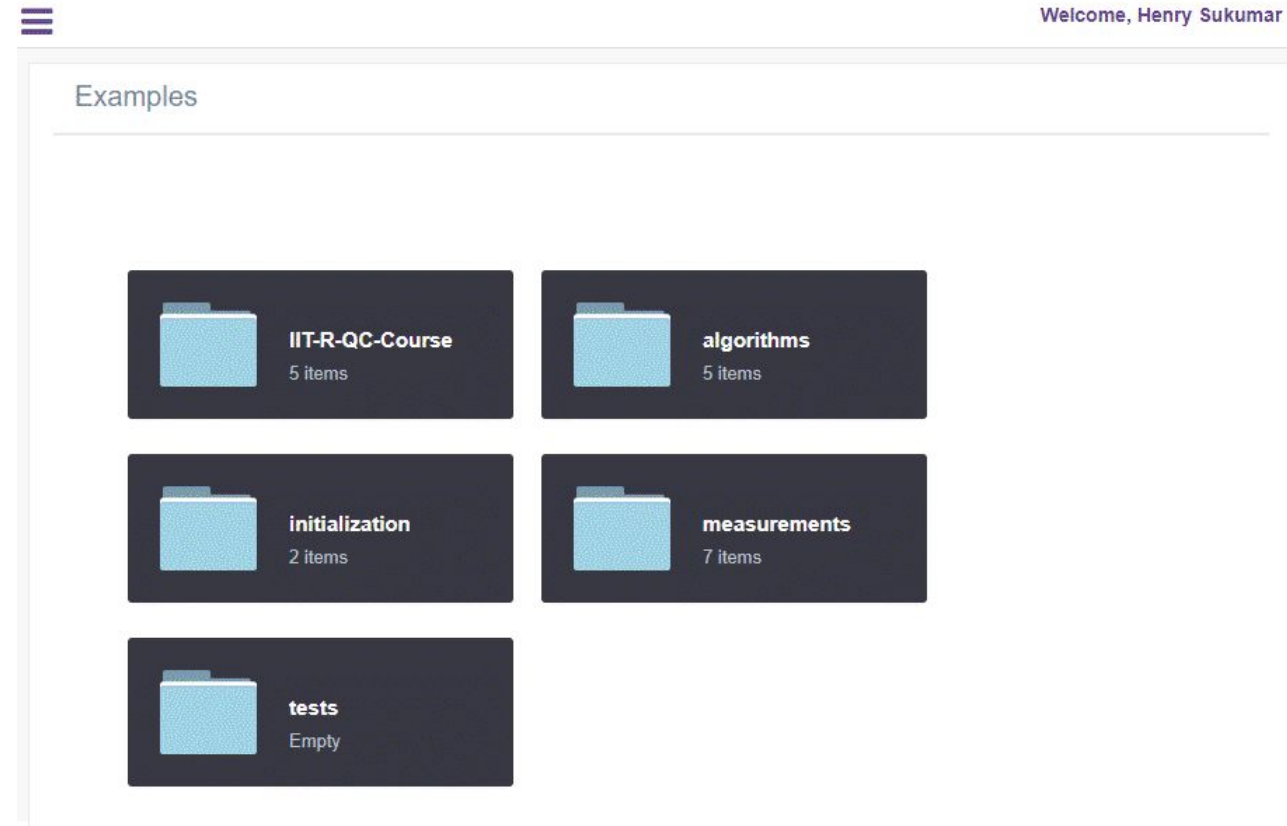 Welcome, Henry Sukumar
Examples
IIT-R-QC-Course
5 items
algorithms
5 items
initialization
2 items
measurements
7 items
tests
Empty